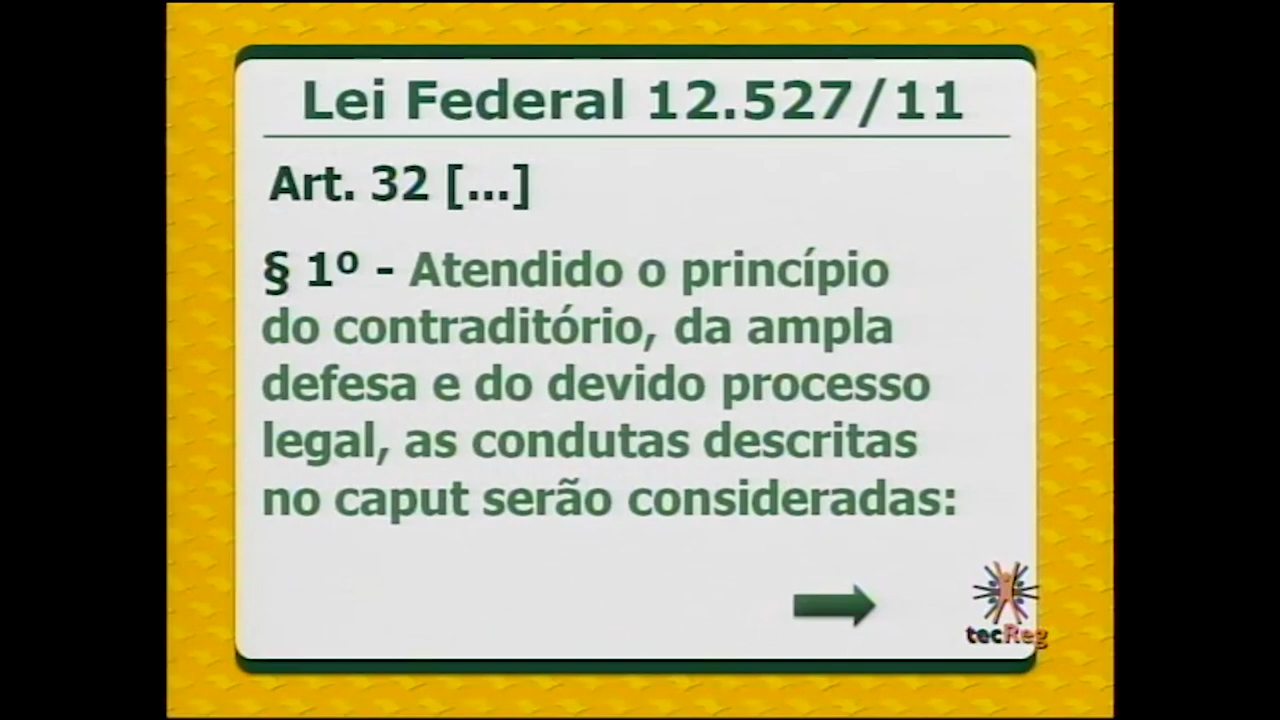 Lei Federal 12.527/11
Art. 32 [...]
§ 1º - Atendido o princípio
do contraditório, da ampla
defesa e do devido processo
legal, as condutas descritas
no caput serão consideradas:
tecReg